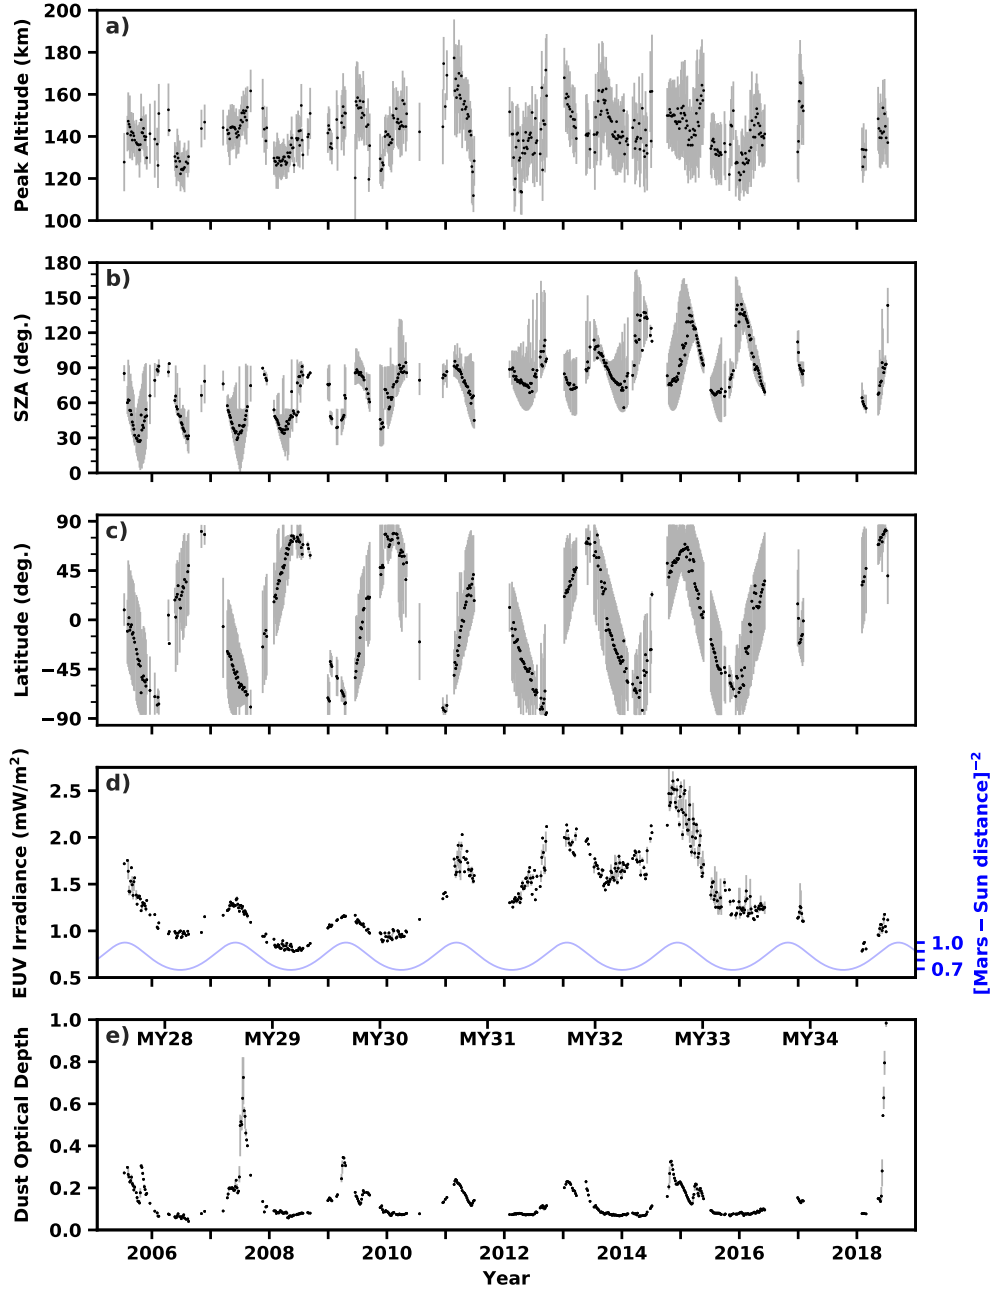 a)
Peak Altitude (km)
200
180
160
140
120
100
b)
SZA (deg.)
180
150
120
90
60
30
0
c)
Latitude (deg.)
90
45
0
−45
−90
d)
EUV Irradiance (mW/m²)
2.5
2.0
1.5
1.0
0.5
[Mars − Sun distance]⁻²
1.0
0.7
e)
MY28 MY29 MY30 MY31 MY32 MY33 MY34
Dust Optical Depth
1.0
0.8
0.6
0.4
0.2
0.0
2006 2008 2010 2012 2014 2016 2018
Year